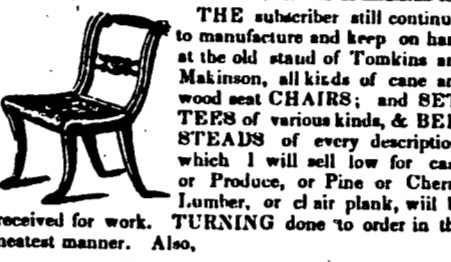 THE subscriber still continu
to manufacture and keep on han
at the old stand of Tomkins an
Makinson, all kinds of cane an
wood seat CHAIRS; and SET
TEES of various kinds, & BED
STEADS of every description
which I will sell low for cas
or Produce, or Pine or Cherr
Lumber, or ch air plank, will b
received for work. TURNING done to order in th
neatest manner. Also,